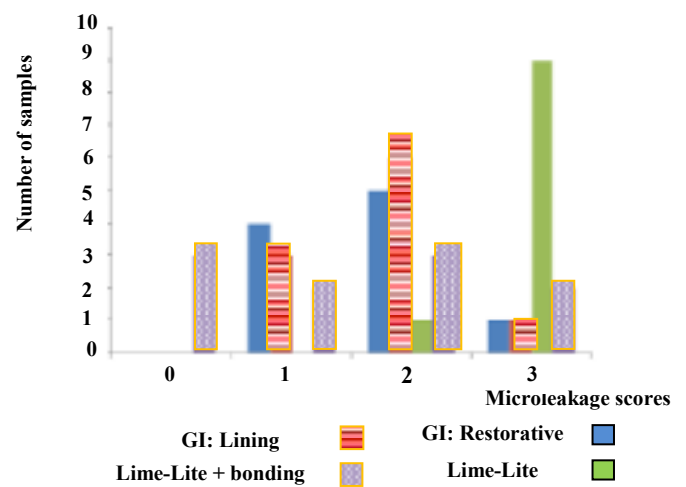 Number of samples
10
9
8
7
6
5
4
3
2
1
0
0 1 2 3
Microleakage scores
GI: Lining
GI: Restorative
Lime-Lite + bonding
Lime-Lite